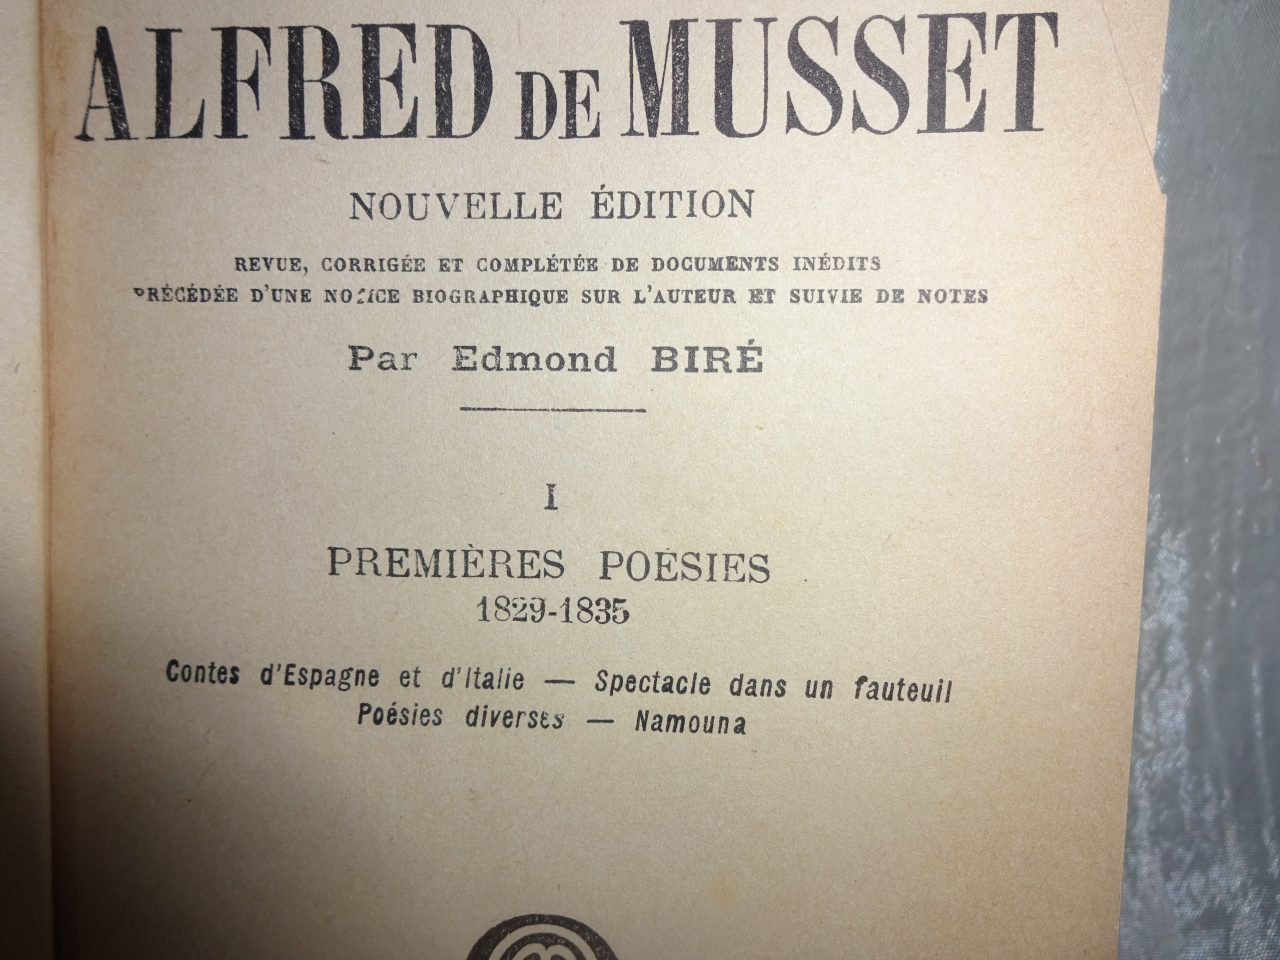 ALFRED DE MUSSET
NOUVELLE ÉDITION
REVUE, CORRIGÉE ET COMPLÉTÉE DE DOCUMENTS INÉDITS
PRÉCÉDÉE D'UNE NOTICE BIOGRAPHIQUE SUR L'AUTEUR ET SUIVIE DE NOTES
Par Edmond BIRÉ
I
PREMIÈRES POÉSIES
1829-1835
Contes d'Espagne et d'Italie — Spectacle dans un fauteuil
Poésies diverses — Namouna